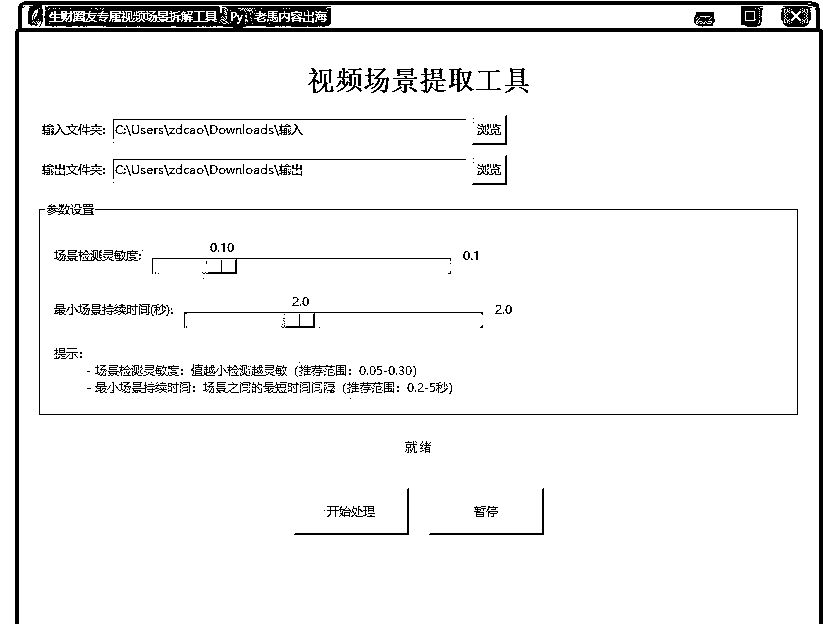 生财圈友专属视频场景拆解工具 Py：老馬内容出海
视频场景提取工具
输入文件夹: C:\Users\zdcao\Downloads\输入 浏览
输出文件夹: C:\Users\zdcao\Downloads\输出 浏览
参数设置
0.10
场景检测灵敏度: 0.1
2.0
最小场景持续时间(秒): 2.0
提示:
- 场景检测灵敏度：值越小检测越灵敏（推荐范围：0.05-0.30）
- 最小场景持续时间：场景之间的最短时间间隔（推荐范围：0.2-5秒）
就绪
开始处理 暂停